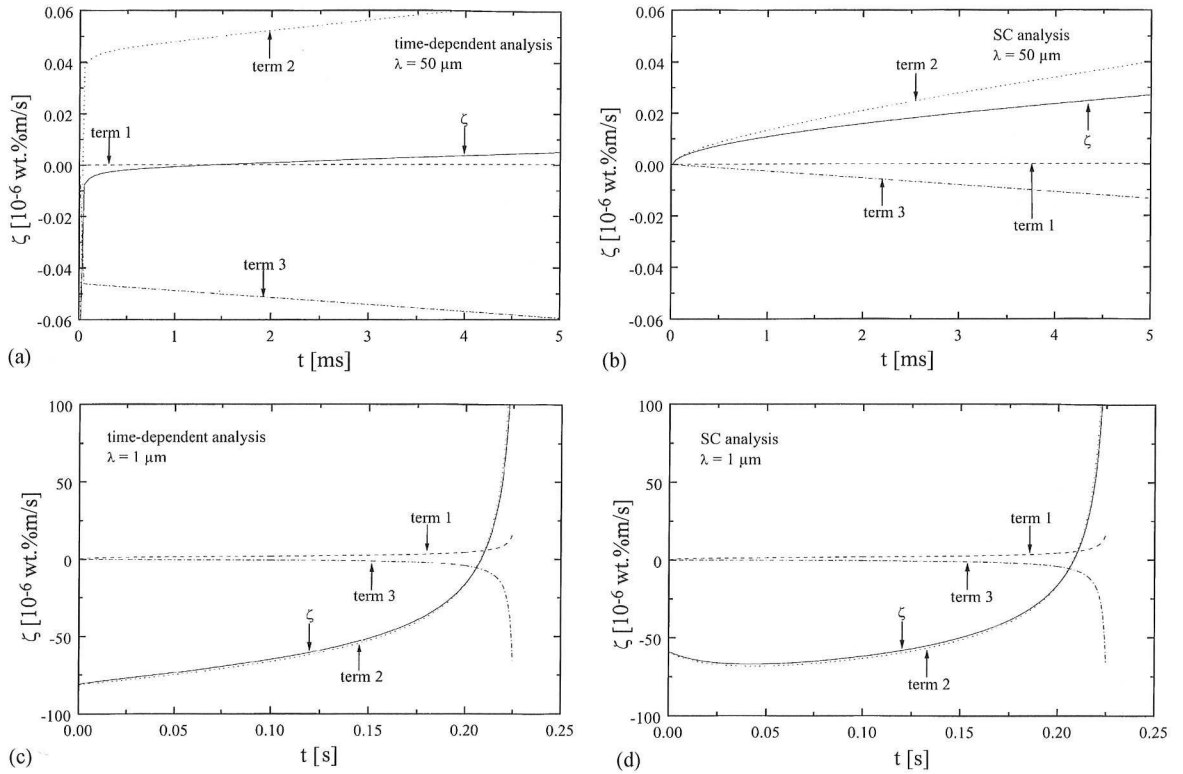 0.06
0.04
0.02
0.00
-0.02
-0.04
-0.06
ζ [10-6 wt.%m/s]
time-dependent analysis
λ = 50 μm
term 2
term 1
ζ
term 3
0
1
2
3
4
5
t [ms]
(a)
0.06
0.04
0.02
0.00
-0.02
-0.04
-0.06
ζ [10-6 wt.%m/s]
SC analysis
λ = 50 μm
term 2
ζ
term 3
term 1
0
1
2
3
4
5
t [ms]
(b)
100
50
0
-50
-100
ζ [10-6 wt.%m/s]
time-dependent analysis
λ = 1 μm
term 1
term 3
ζ
term 2
0.00
0.05
0.10
0.15
0.20
0.25
t [s]
(c)
100
50
0
-50
-100
ζ [10-6 wt.%m/s]
SC analysis
λ = 1 μm
term 1
term 3
ζ
term 2
0.00
0.05
0.10
0.15
0.20
0.25
t [s]
(d)